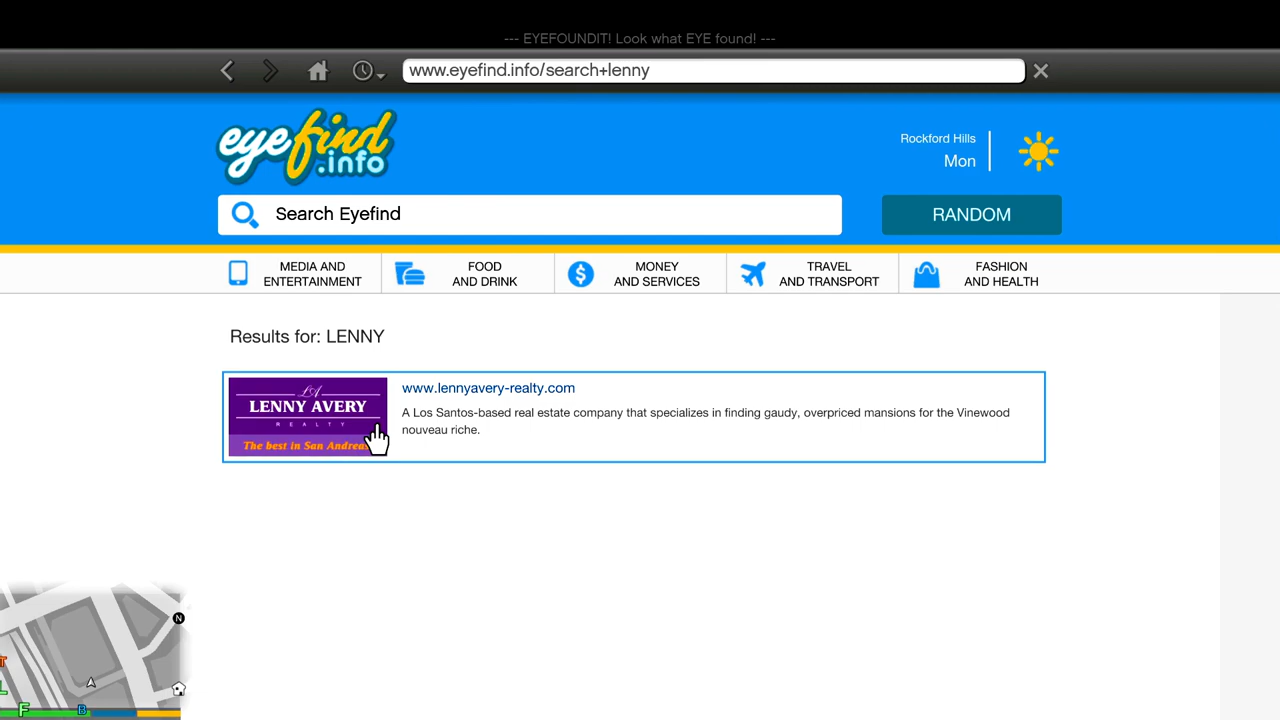 --- EYEFOUNDIT! Look what EYE found! ---
www.eyefind.info/search+lenny
eyefind
.info
Rockford Hills
Mon
Search Eyefind
RANDOM
MEDIA AND
ENTERTAINMENT
FOOD
AND DRINK
MONEY
AND SERVICES
TRAVEL
AND TRANSPORT
FASHION
AND HEALTH
Results for: LENNY
LA
LENNY AVERY
REALTY
The best in San Andreas
www.lennyavery-realty.com
A Los Santos-based real estate company that specializes in finding gaudy, overpriced mansions for the Vinewood
nouveau riche.
N
T
L
F
B